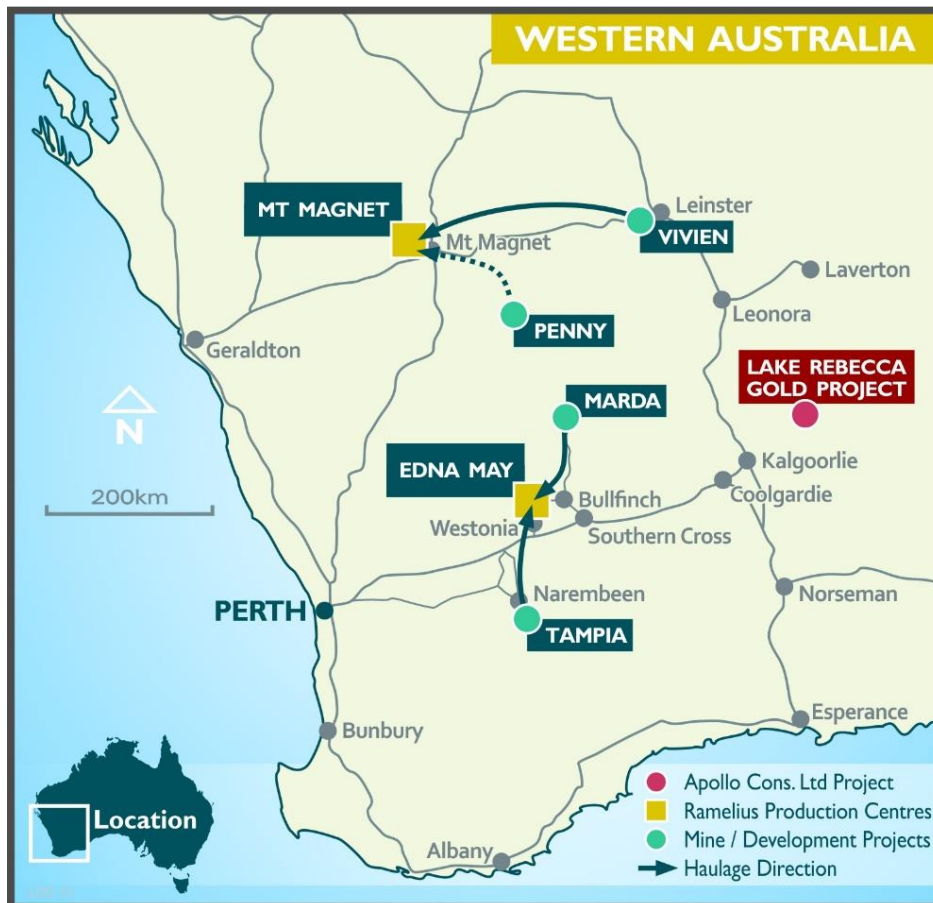 WESTERN AUSTRALIA
MT MAGNET
Mt Magnet
Leinster
VIVIEN
Laverton
Leonora
PENNY
Geraldton
LAKE REBECCA
GOLD PROJECT
MARDA
N
200km
EDNA MAY
Kalgoorlie
Coolgardie
Bullfinch
Westonia
Southern Cross
PERTH
Narembeen
Norseman
TAMPIA
Esperance
Bunbury
Albany
Location
Apollo Cons. Ltd Project
Ramelius Production Centres
Mine / Development Projects
Haulage Direction